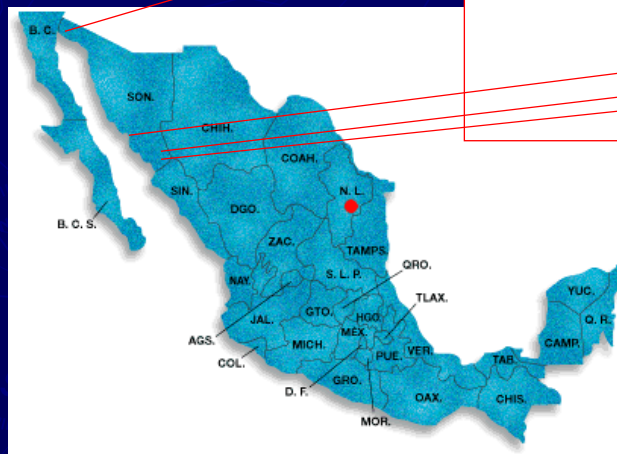 B. C.
SON.
CHIH.
COAH.
SIN.
N. L.
DGO.
B. C. S.
ZAC.
TAMPS.
QRO.
S. L. P.
NAY.
YUC.
TLAX.
Q. R.
GTO.
HGO.
JAL.
AGS.
MÉX.
CAMP.
MICH.
VER.
PUE.
TAB.
COL.
GRO.
D. F.
OAX.
CHIS.
MOR.